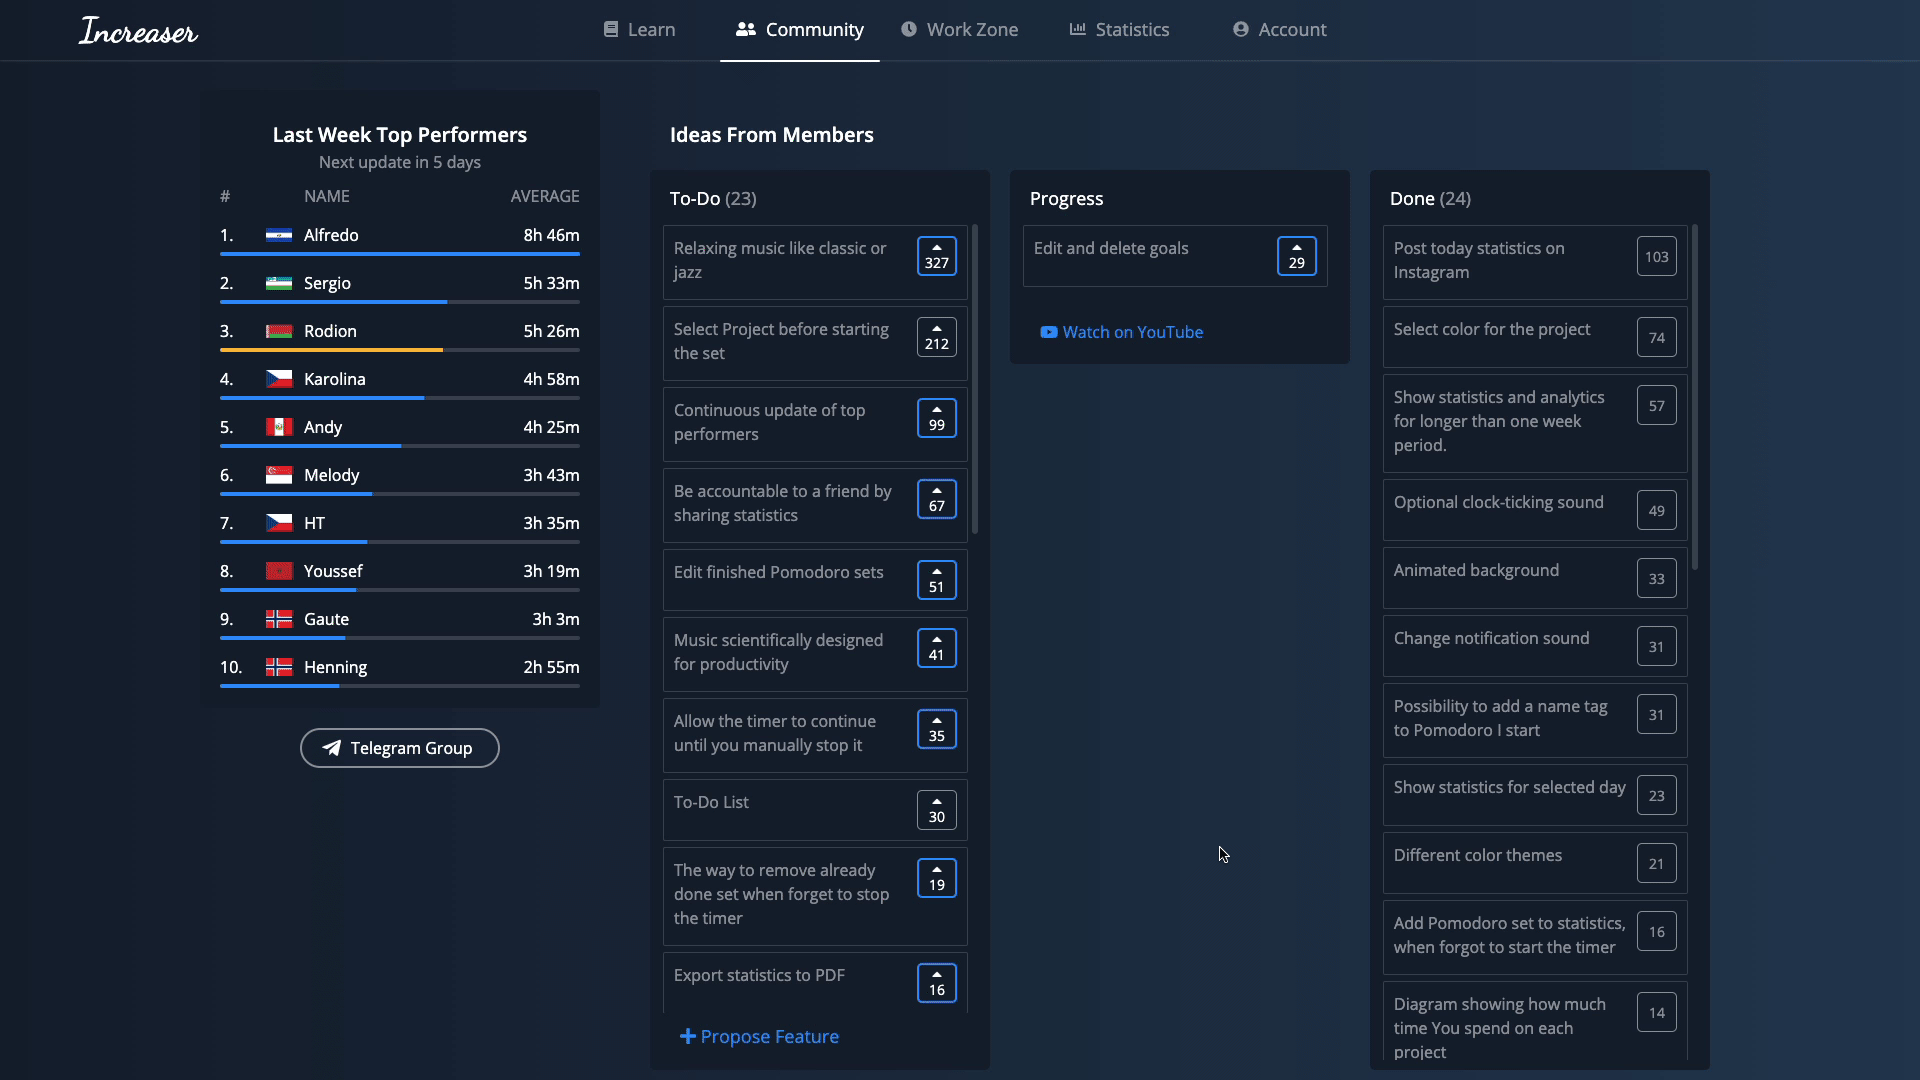 Increaser
Learn
Community
Work Zone
Statistics
Account
Last Week Top Performers
Next update in 5 days
# NAME AVERAGE
1. Alfredo 8h 46m
2. Sergio 5h 33m
3. Rodion 5h 26m
4. Karolina 4h 58m
5. Andy 4h 25m
6. Melody 3h 43m
7. HT 3h 35m
8. Youssef 3h 19m
9. Gaute 3h 3m
10. Henning 2h 55m
Telegram Group
Ideas From Members
To-Do (23)
Relaxing music like classic or
jazz
327
Select Project before starting
the set
212
Continuous update of top
performers
99
Be accountable to a friend by
sharing statistics
67
Edit finished Pomodoro sets
51
Music scientifically designed
for productivity
41
Allow the timer to continue
until you manually stop it
35
To-Do List
30
The way to remove already
done set when forget to stop
the timer
19
Export statistics to PDF
16
Propose Feature
Progress
Edit and delete goals
29
Watch on YouTube
Done (24)
Post today statistics on
Instagram
103
Select color for the project
74
Show statistics and analytics
for longer than one week
period.
57
Optional clock-ticking sound
49
Animated background
33
Change notification sound
31
Possibility to add a name tag
to Pomodoro I start
31
Show statistics for selected day
23
Different color themes
21
Add Pomodoro set to statistics,
when forgot to start the timer
16
Diagram showing how much
time You spend on each
project
14